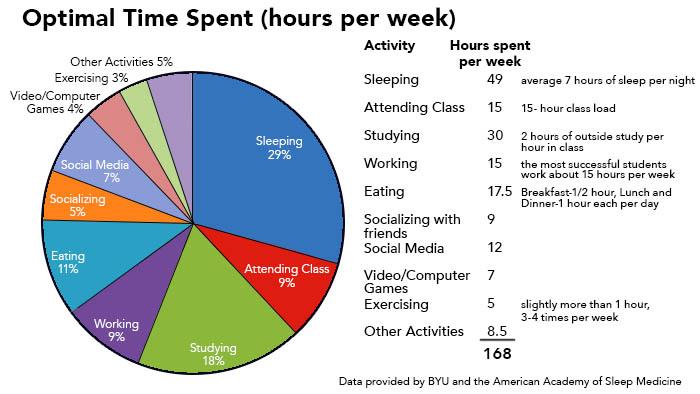 Optimal Time Spent (hours per week)
Other Activities 5%
Exercising 3%
Video/Computer
Games 4%
Social Media
7%
Socializing
5%
Eating
11%
Working
9%
Studying
18%
Attending Class
9%
Sleeping
29%
Activity Hours spent
per week
Sleeping 49 average 7 hours of sleep per night
Attending Class 15 15- hour class load
Studying 30 2 hours of outside study per
hour in class
Working 15 the most successful students
work about 15 hours per week
Eating 17.5 Breakfast-1/2 hour, Lunch and
Dinner-1 hour each per day
Socializing with 9
friends
Social Media 12
Video/Computer 7
Games
Exercising 5 slightly more than 1 hour,
3-4 times per week
Other Activities 8.5
168
Data provided by BYU and the American Academy of Sleep Medicine